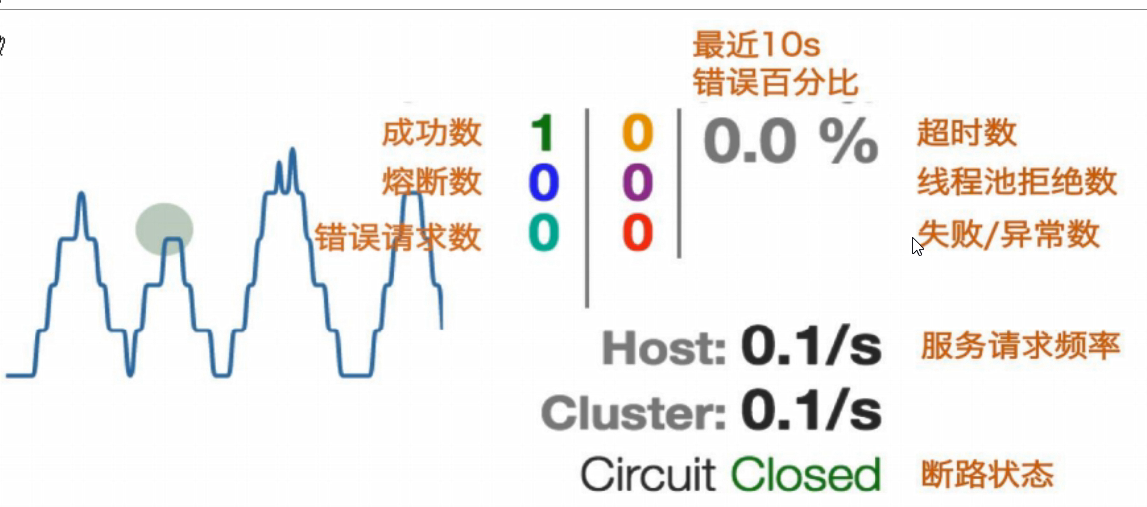 最近10s
错误百分比
成功数 1 0 0.0 % 超时数
熔断数 0 0 线程池拒绝数
错误请求数 0 0 失败/异常数
Host: 0.1/s 服务请求频率
Cluster: 0.1/s
Circuit Closed 断路状态